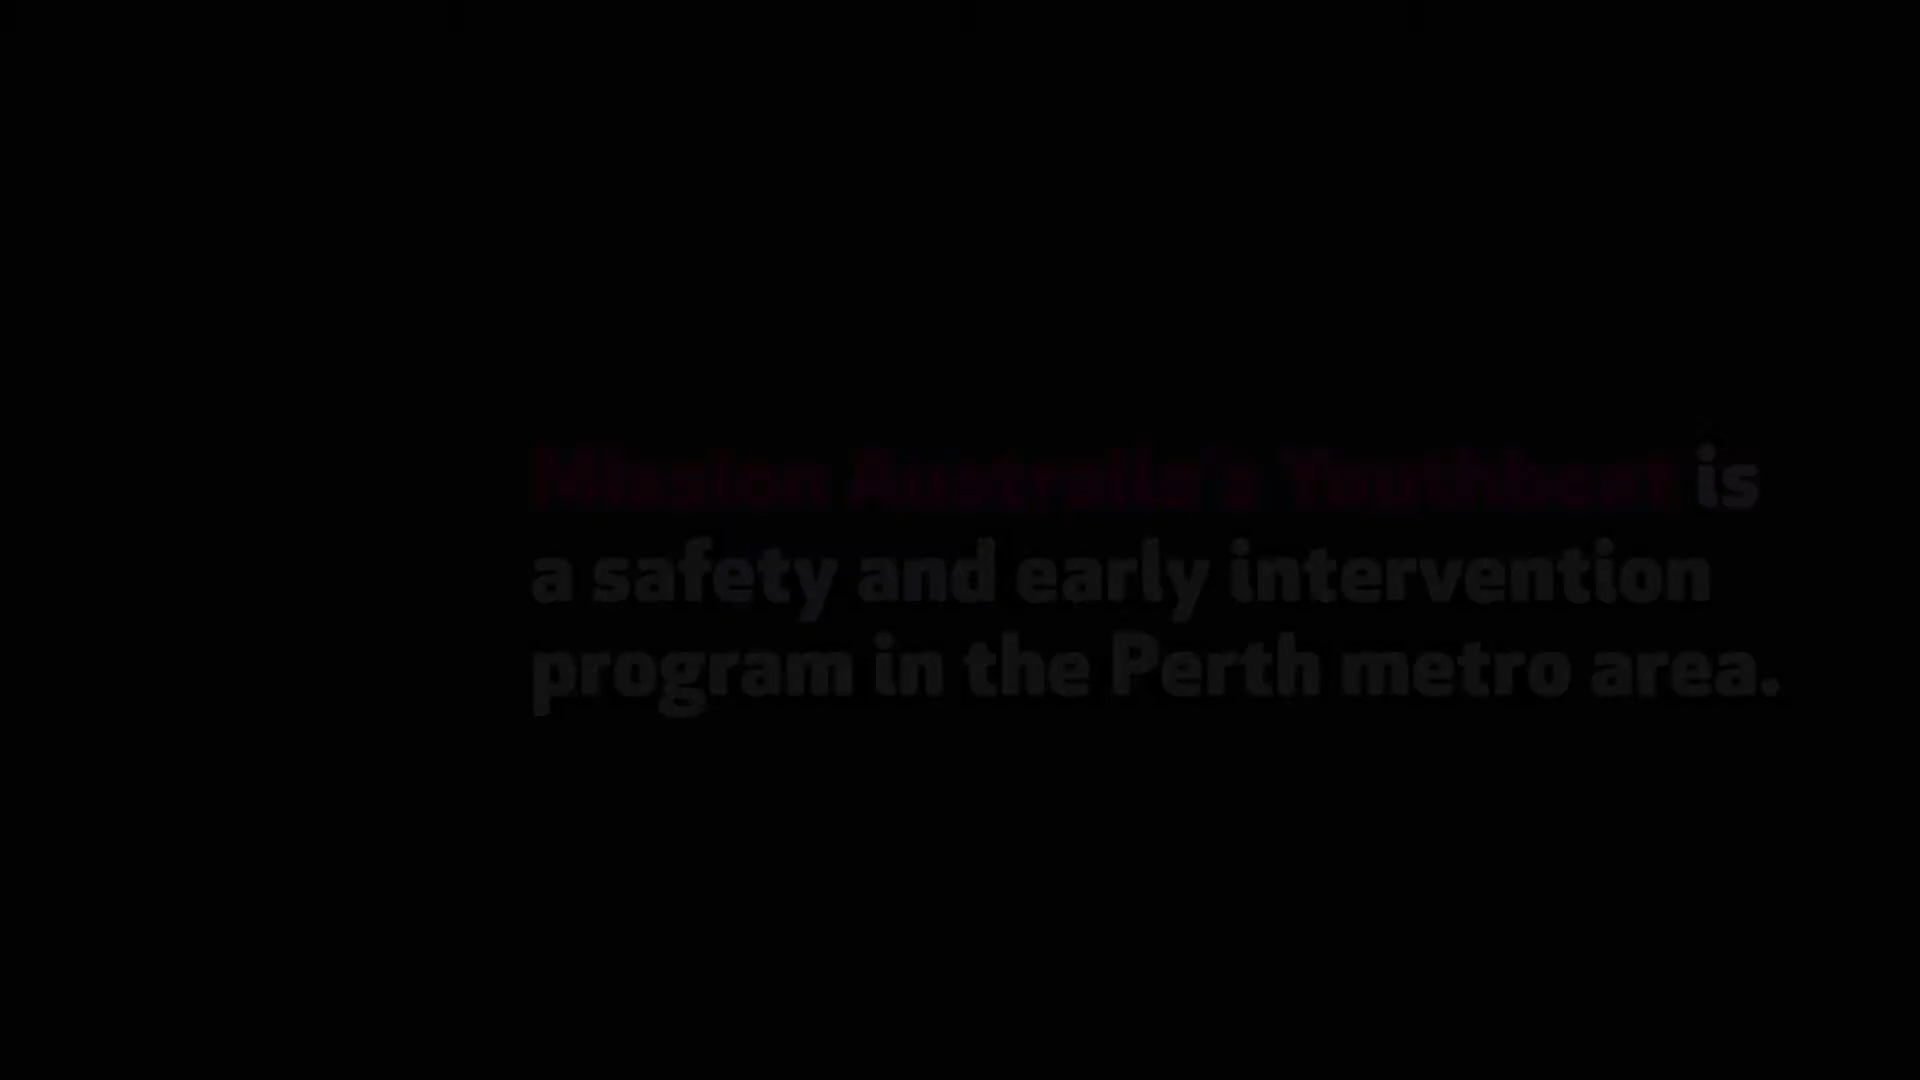 Mission Australia's Youthbeat is
a safety and early intervention
program in the Perth metro area.